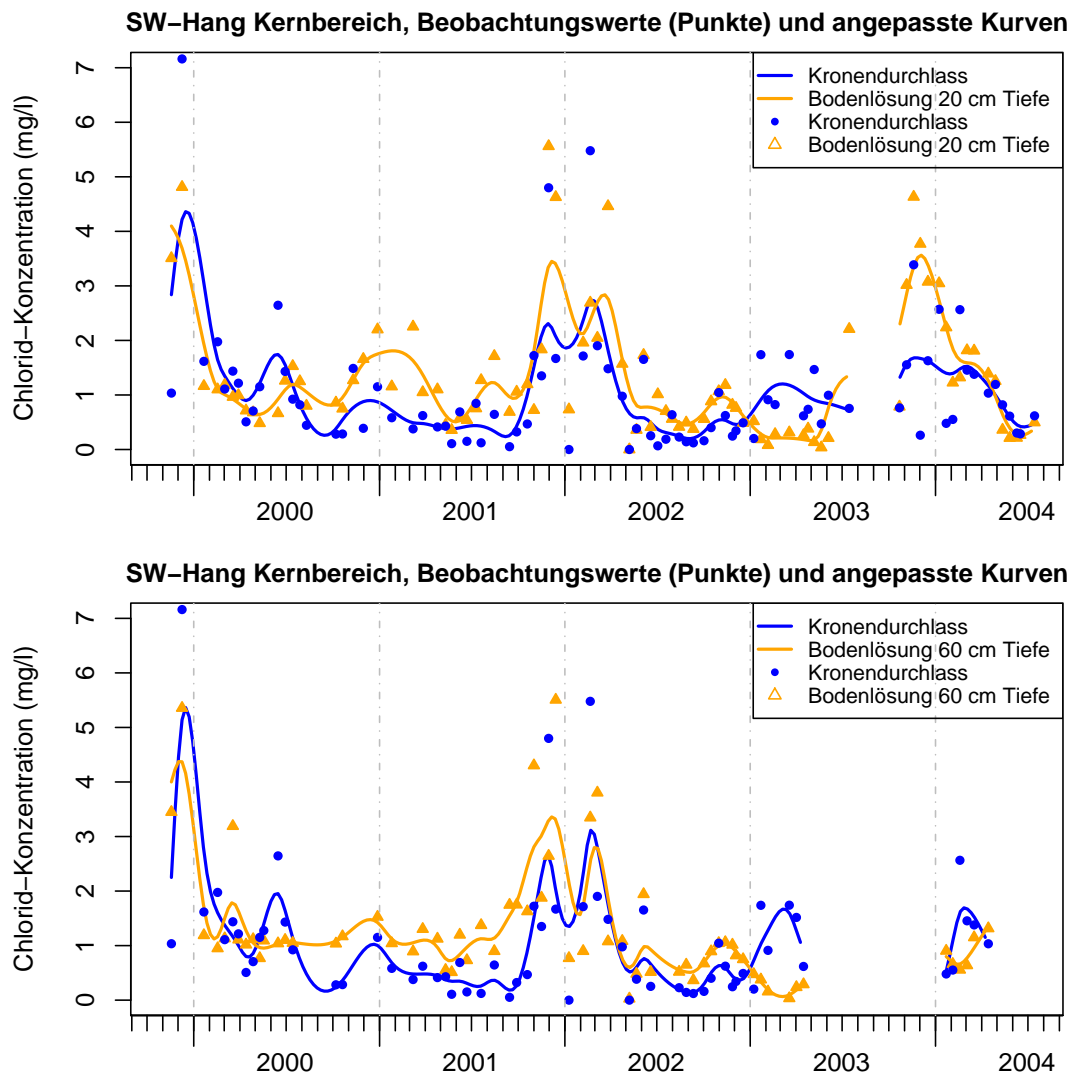 SW−Hang Kernbereich, Beobachtungswerte (Punkte) und angepasste Kurven
Chlorid−Konzentration (mg/l)
7
6
5
4
3
2
1
0
Kronendurchlass
Bodenlösung 20 cm Tiefe
Kronendurchlass
Bodenlösung 20 cm Tiefe
2000 2001 2002 2003 2004
SW−Hang Kernbereich, Beobachtungswerte (Punkte) und angepasste Kurven
Chlorid−Konzentration (mg/l)
7
6
5
4
3
2
1
0
Kronendurchlass
Bodenlösung 60 cm Tiefe
Kronendurchlass
Bodenlösung 60 cm Tiefe
2000 2001 2002 2003 2004